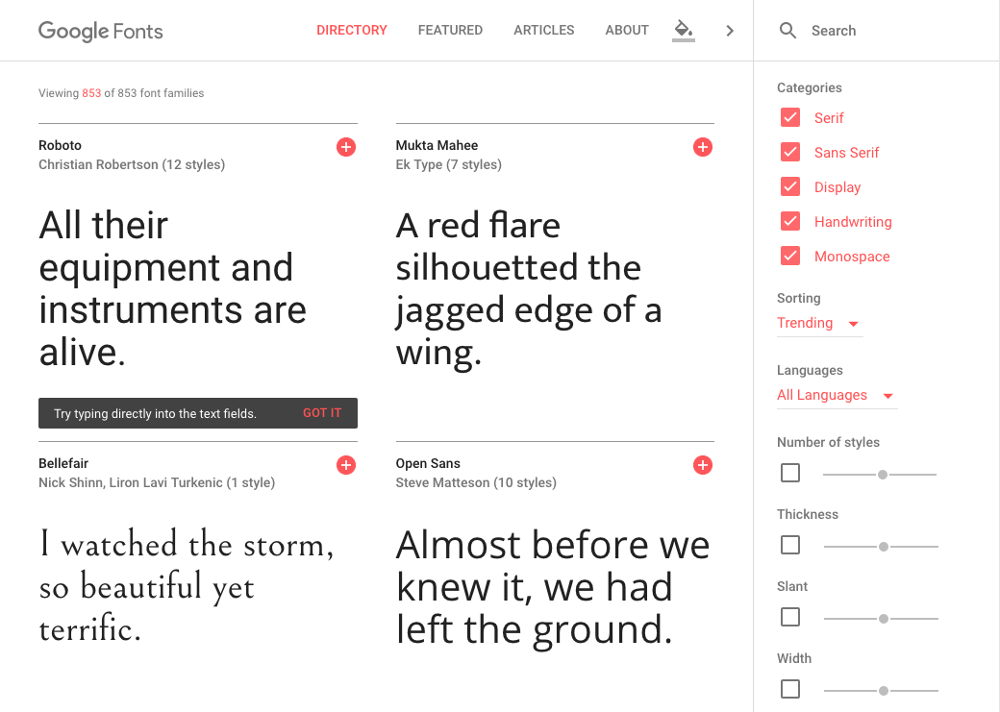 Google Fonts
DIRECTORY
FEATURED
ARTICLES
ABOUT
Search
Viewing 853 of 853 font families
Roboto
Christian Robertson (12 styles)
All their
equipment and
instruments are
alive.
Try typing directly into the text fields.
GOT IT
Mukta Mahee
Ek Type (7 styles)
A red flare
silhouetted the
jagged edge of a
wing.
Bellefair
Nick Shinn, Liron Lavi Turkenic (1 style)
I watched the storm,
so beautiful yet
terrific.
Open Sans
Steve Matteson (10 styles)
Almost before we
knew it, we had
left the ground.
Categories
Serif
Sans Serif
Display
Handwriting
Monospace
Sorting
Trending
Languages
All Languages
Number of styles
Thickness
Slant
Width